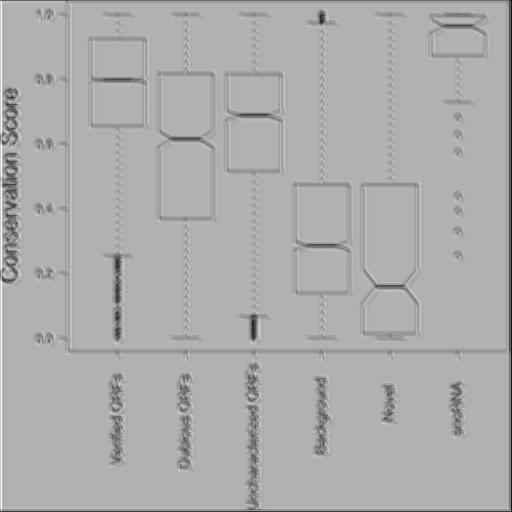 Conservation Score
1.0
0.8
0.6
0.4
0.2
0.0
Verified ORFs
Dubious ORFs
Uncharacterized ORFs
Background
Novel
snoRNA